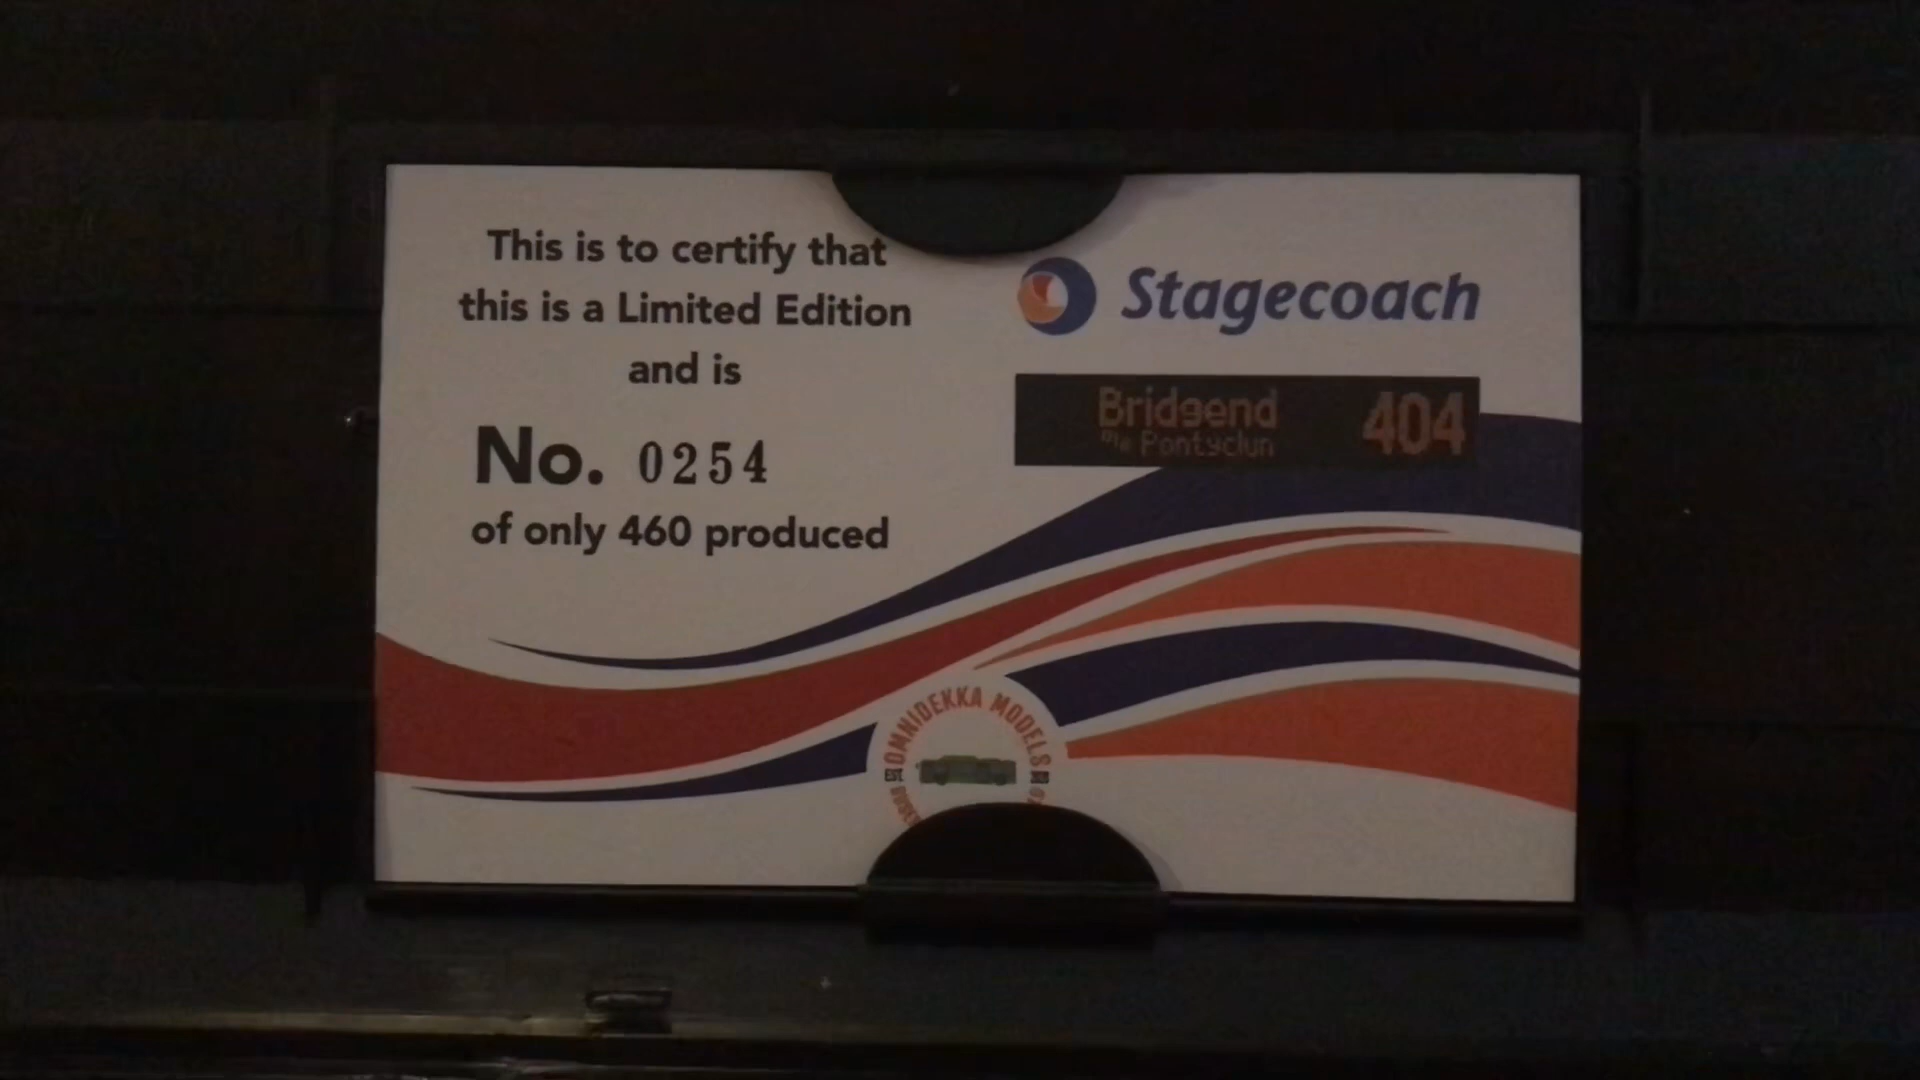 This is to certify that
this is a Limited Edition
and is
No. 0254
of only 460 produced
Stagecoach
Bridgend 404
via Pontyclun
OMNIDEKKA MODELS